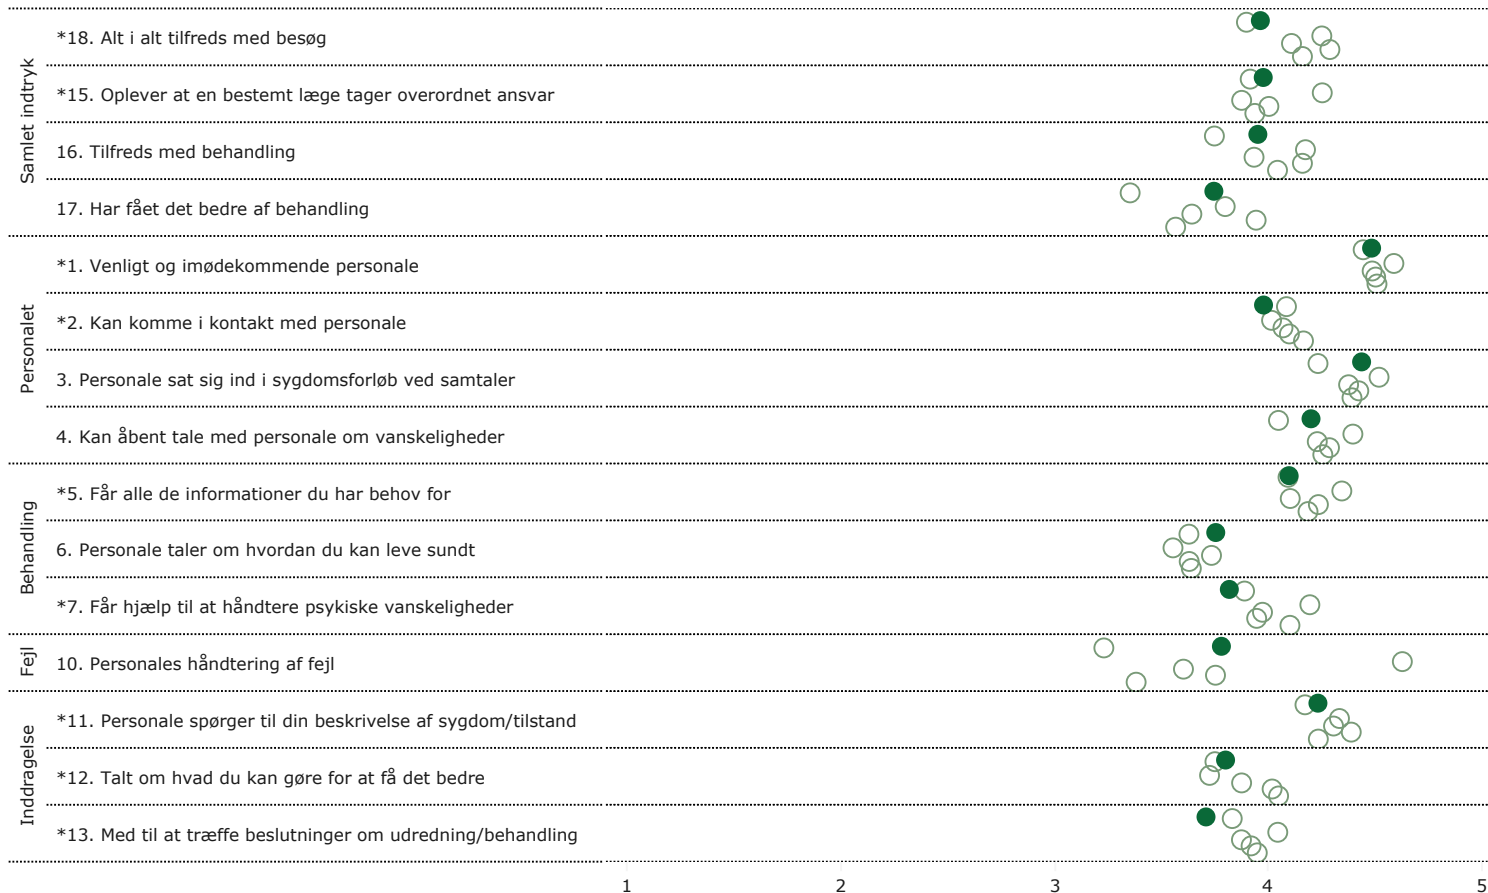 Samlet indtryk
*18. Alt i alt tilfreds med besøg
*15. Oplever at en bestemt læge tager overordnet ansvar
16. Tilfreds med behandling
17. Har fået det bedre af behandling
Personalet
*1. Venligt og imødekommende personale
*2. Kan komme i kontakt med personale
3. Personale sat sig ind i sygdomsforløb ved samtaler
4. Kan åbent tale med personale om vanskeligheder
Behandling
*5. Får alle de informationer du har behov for
6. Personale taler om hvordan du kan leve sundt
*7. Får hjælp til at håndtere psykiske vanskeligheder
Fejl
10. Personales håndtering af fejl
Inddragelse
*11. Personale spørger til din beskrivelse af sygdom/tilstand
*12. Talt om hvad du kan gøre for at få det bedre
*13. Med til at træffe beslutninger om udredning/behandling
1 2 3 4 5